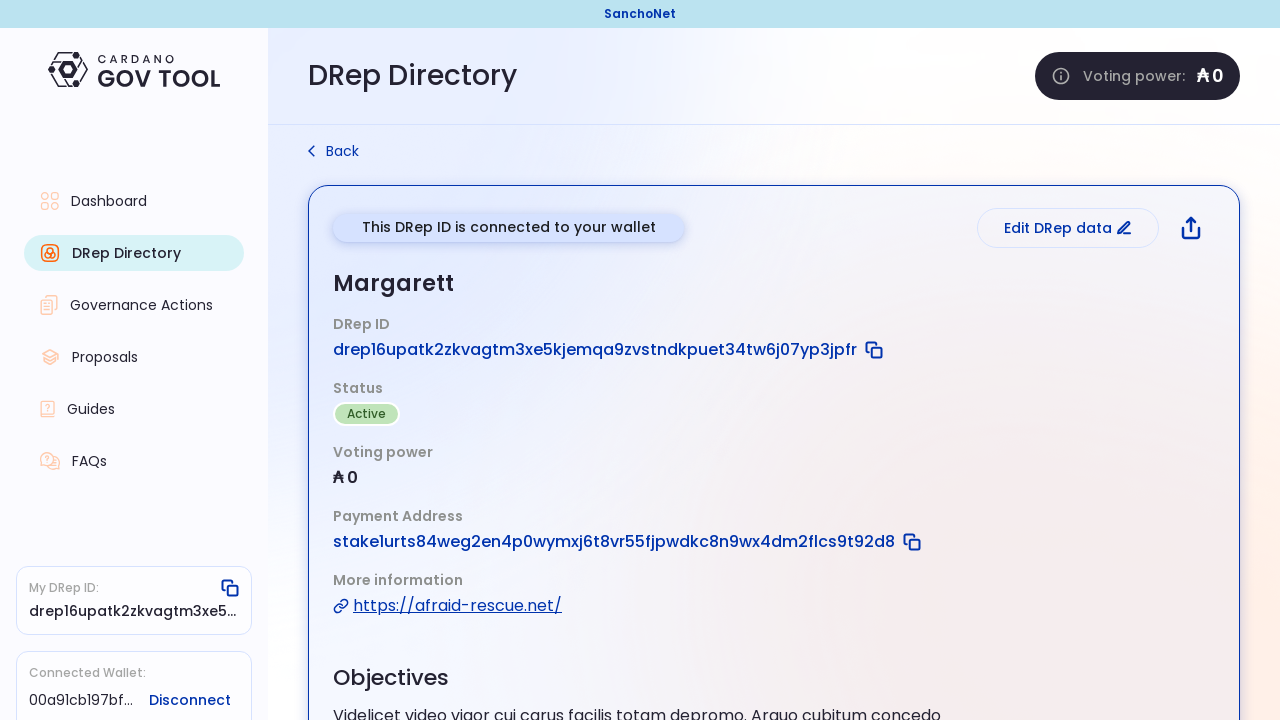 SanchoNet
CARDANO
GOV TOOL
DRep Directory
Voting power: ₳ 0
Back
Dashboard
DRep Directory
Governance Actions
Proposals
Guides
FAQs
My DRep ID:
drep16upatk2zkvagtm3xe5...
Connected Wallet:
00a91cb197bf... Disconnect
This DRep ID is connected to your wallet
Edit DRep data
Margarett
DRep ID
drep16upatk2zkvagtm3xe5kjemqa9zvstndkpuet34tw6j07yp3jpfr
Status
Active
Voting power
₳ 0
Payment Address
stake1urts84weg2en4p0wymxj6t8vr55fjpwdkc8n9wx4dm2flcs9t92d8
More information
https://afraid-rescue.net/
Objectives
Videlicet video vigor cui carus facilis totam depromo. Arguo cubitum concedo